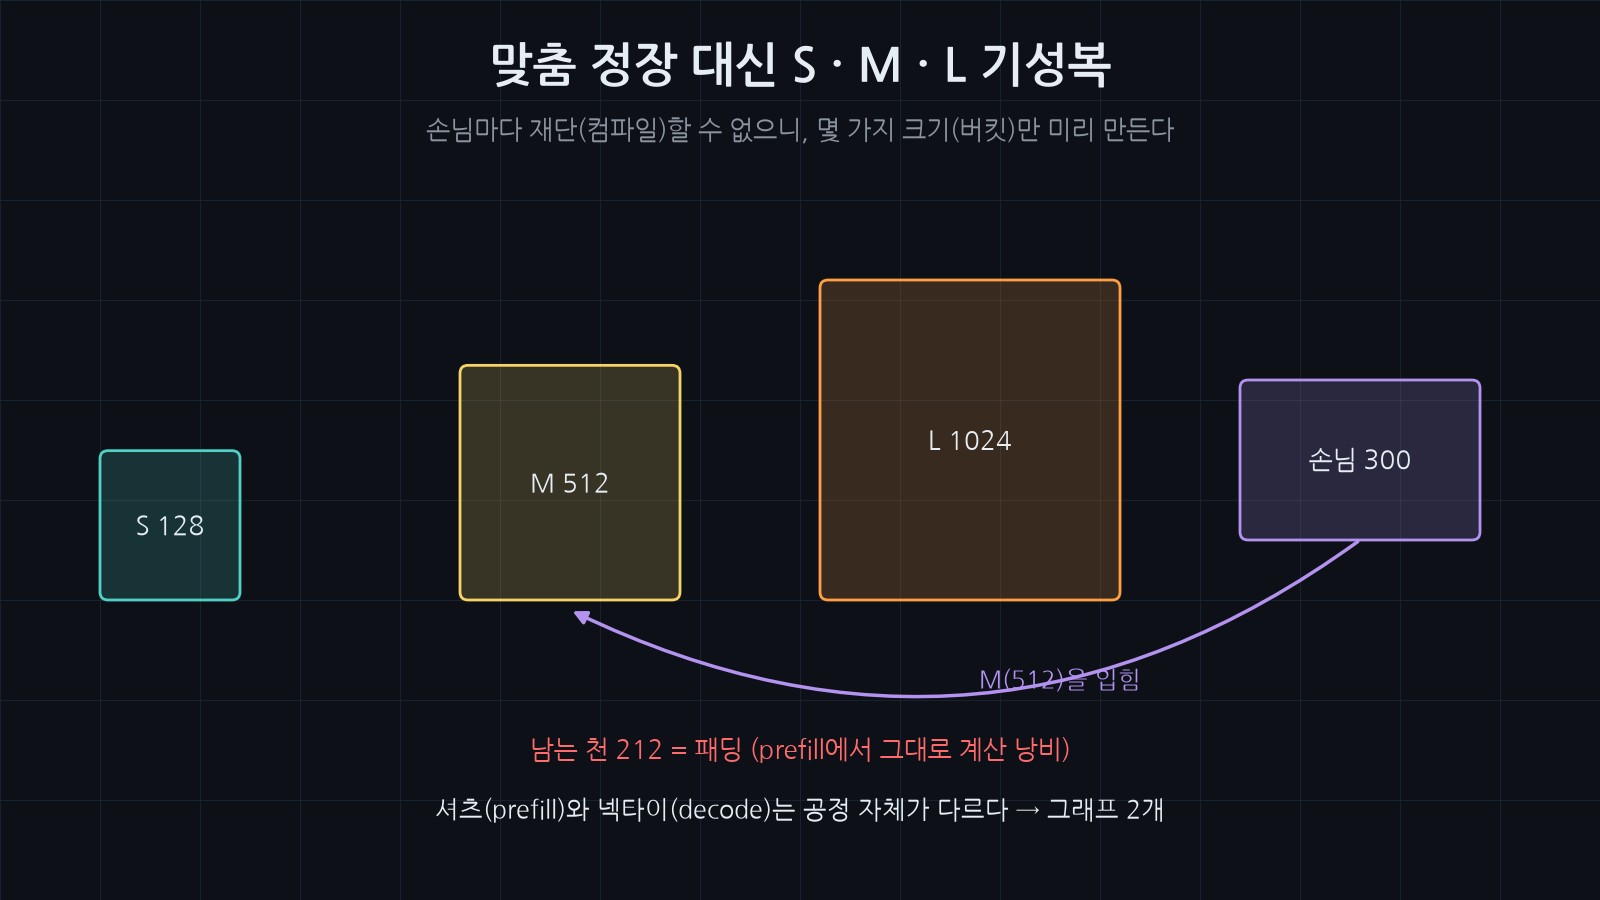 맞춤 정장 대신 S · M · L 기성복
손님마다 재단(컴파일)할 수 없으니, 몇 가지 크기(버킷)만 미리 만든다
S 128
M 512
L 1024
손님 300
M(512)을 입힘
남는 천 212 = 패딩 (prefill에서 그대로 계산 낭비)
셔츠(prefill)와 넥타이(decode)는 공정 자체가 다르다 → 그래프 2개